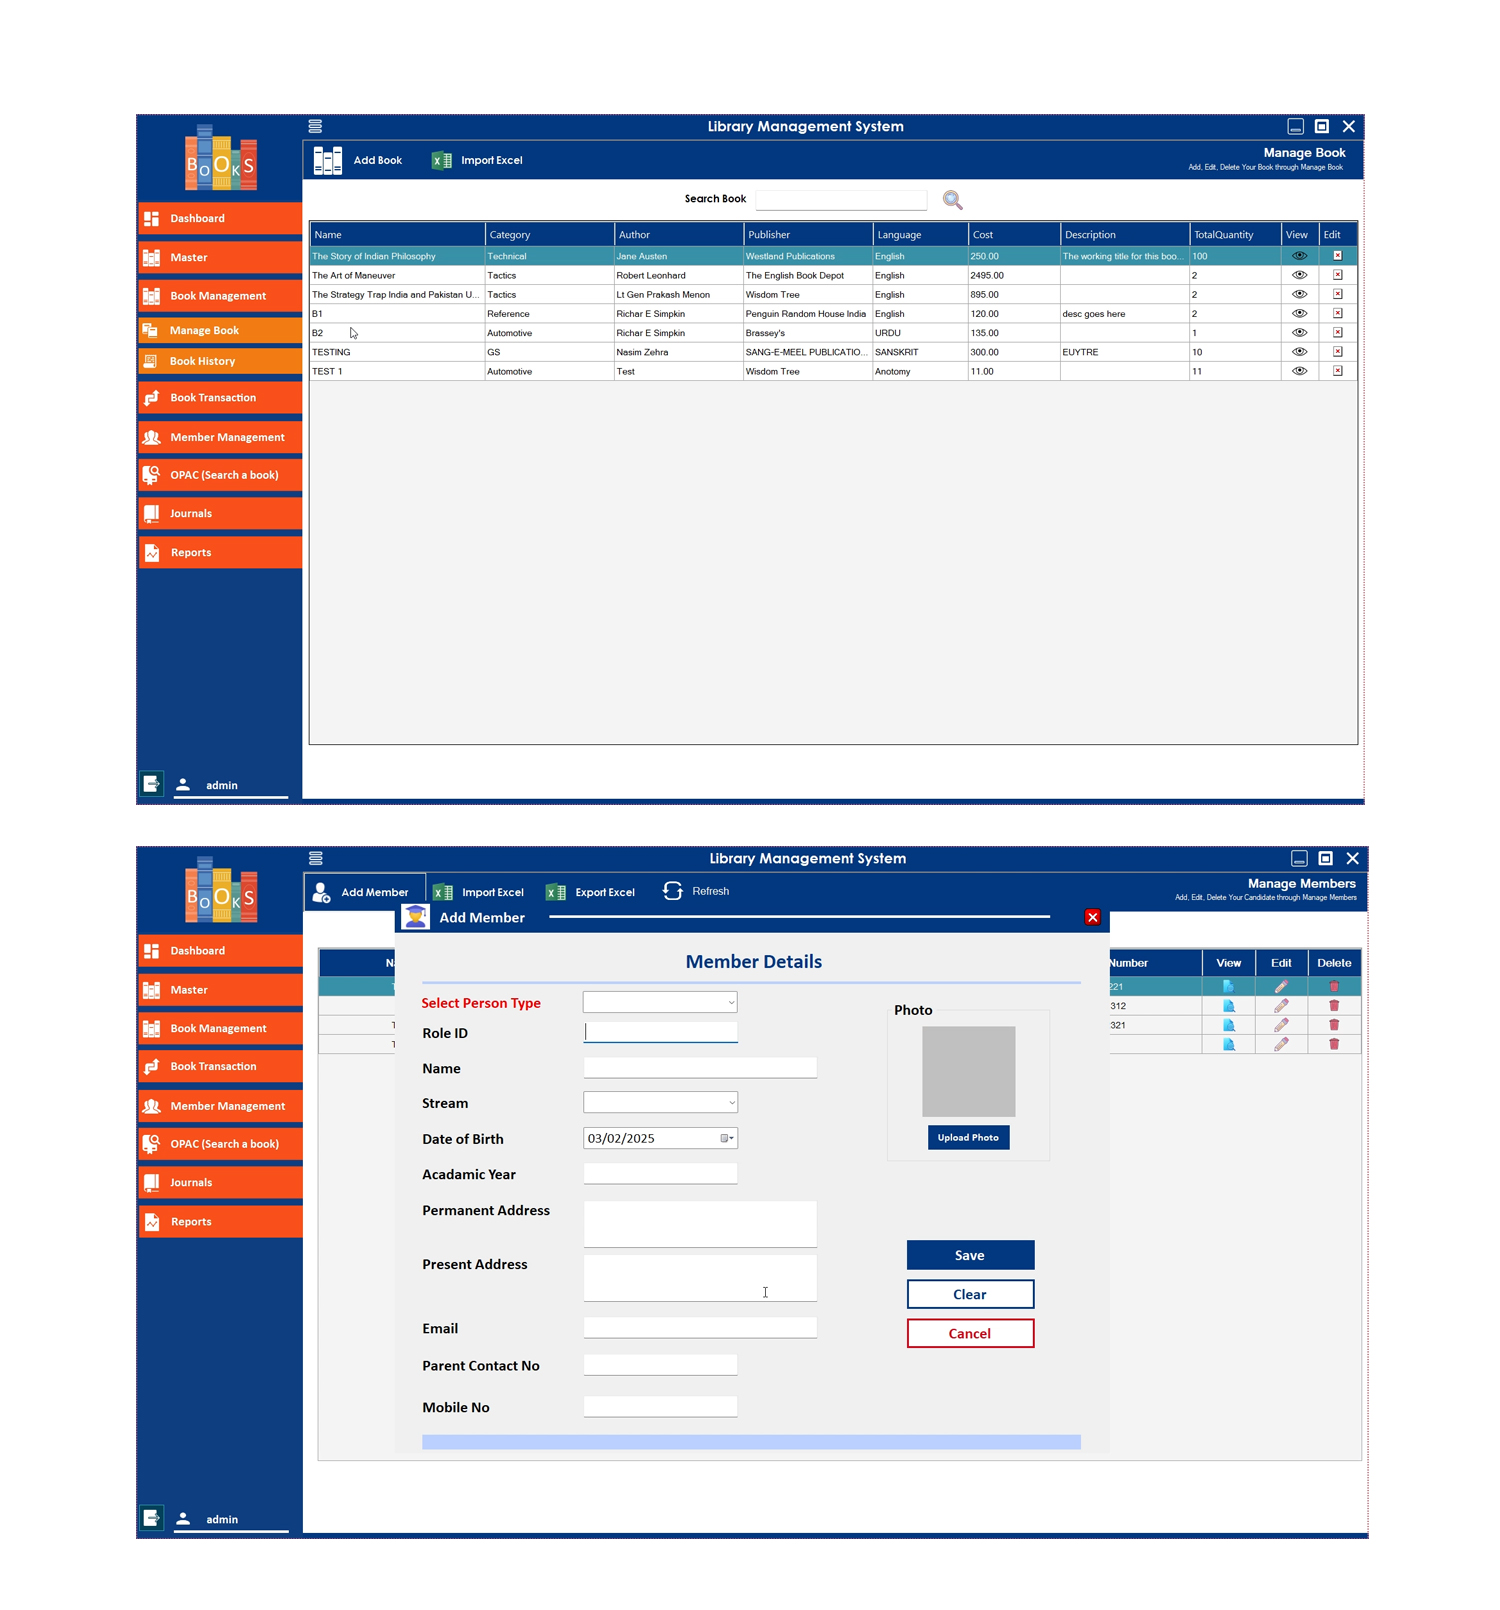 BOOKS
Library Management System
Add Book Import Excel
Manage Book
Add, Edit, Delete Your Book through Manage Book
Search Book
Dashboard
Master
Book Management
Manage Book
Book History
Book Transaction
Member Management
OPAC (Search a book)
Journals
Reports
admin
Name Category Author Publisher Language Cost Description TotalQuantity View Edit
The Story of Indian Philosophy Technical Jane Austen Westland Publications English 250.00 The working title for this boo... 100
The Art of Maneuver Tactics Robert Leonhard The English Book Depot English 2495.00 2
The Strategy Trap India and Pakistan U... Tactics Lt Gen Prakash Menon Wisdom Tree English 895.00 2
B1 Reference Richar E Simpkin Penguin Random House India English 120.00 desc goes here 2
B2 Automotive Richar E Simpkin Brassey's URDU 135.00 1
TESTING GS Nasim Zehra SANG-E-MEEL PUBLICATIO... SANSKRIT 300.00 EUYTRE 10
TEST 1 Automotive Test Wisdom Tree Anotomy 11.00 11
BOOKS
Library Management System
Add Member Import Excel Export Excel Refresh
Manage Members
Add, Edit, Delete Your Candidate through Manage Members
Dashboard
Master
Book Management
Book Transaction
Member Management
OPAC (Search a book)
Journals
Reports
admin
Number View Edit Delete
221
312
321
Add Member
Member Details
Select Person Type
Role ID
Name
Stream
Date of Birth 03/02/2025
Acadamic Year
Permanent Address
Present Address
Email
Parent Contact No
Mobile No
Photo
Upload Photo
Save
Clear
Cancel